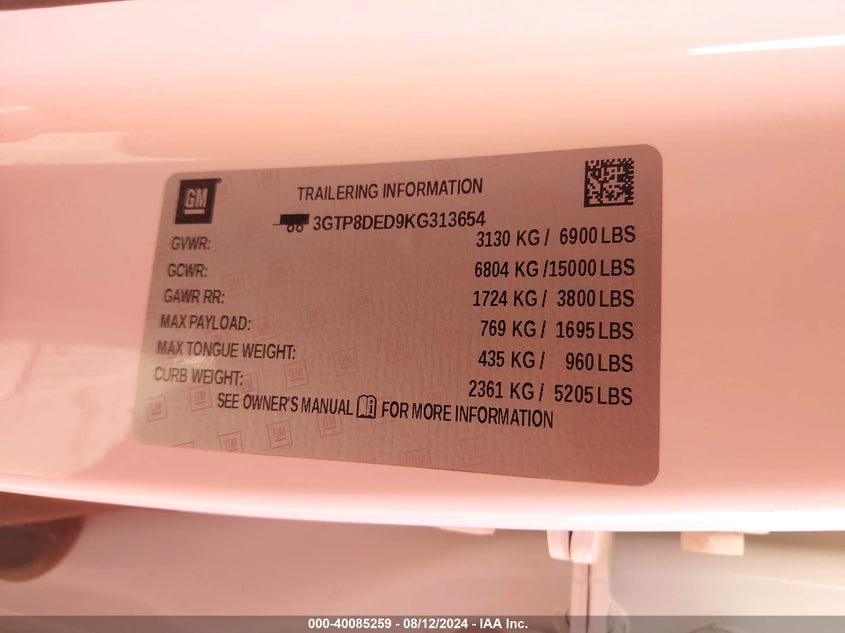 GM
TRAILERING INFORMATION
3GTP8DED9KG313654
GVWR: 3130 KG / 6900 LBS
GCWR: 6804 KG /15000 LBS
GAWR RR: 1724 KG / 3800 LBS
MAX PAYLOAD: 769 KG / 1695 LBS
MAX TONGUE WEIGHT: 435 KG / 960 LBS
CURB WEIGHT: 2361 KG / 5205 LBS
SEE OWNER'S MANUAL FOR MORE INFORMATION
000-40085259 - 08/12/2024 - IAA Inc.